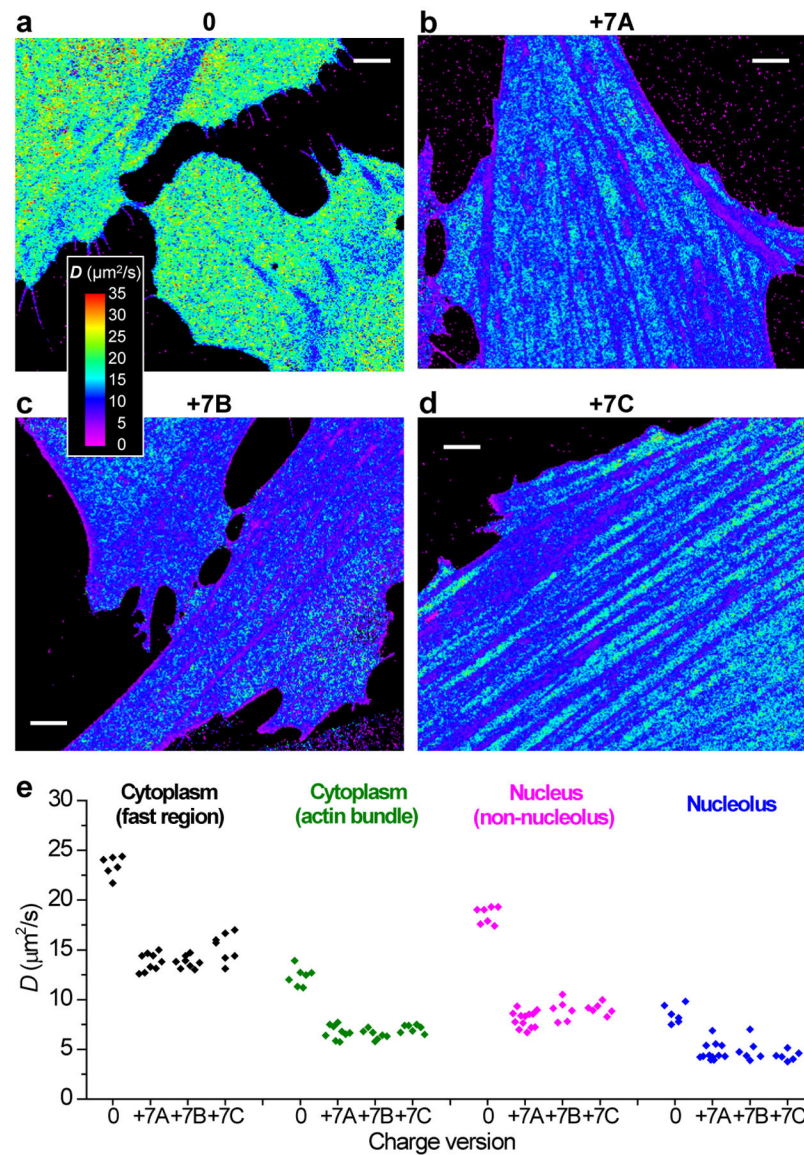 a
0
b
+7A
D (μm²/s)
35
30
25
20
15
10
5
0
c
+7B
d
+7C
e
Cytoplasm
(fast region)
Cytoplasm
(actin bundle)
Nucleus
(non-nucleolus)
Nucleolus
30
25
20
15
10
5
0
D (μm²/s)
0 +7A +7B +7C 0 +7A +7B +7C 0 +7A +7B +7C 0 +7A +7B +7C
Charge version